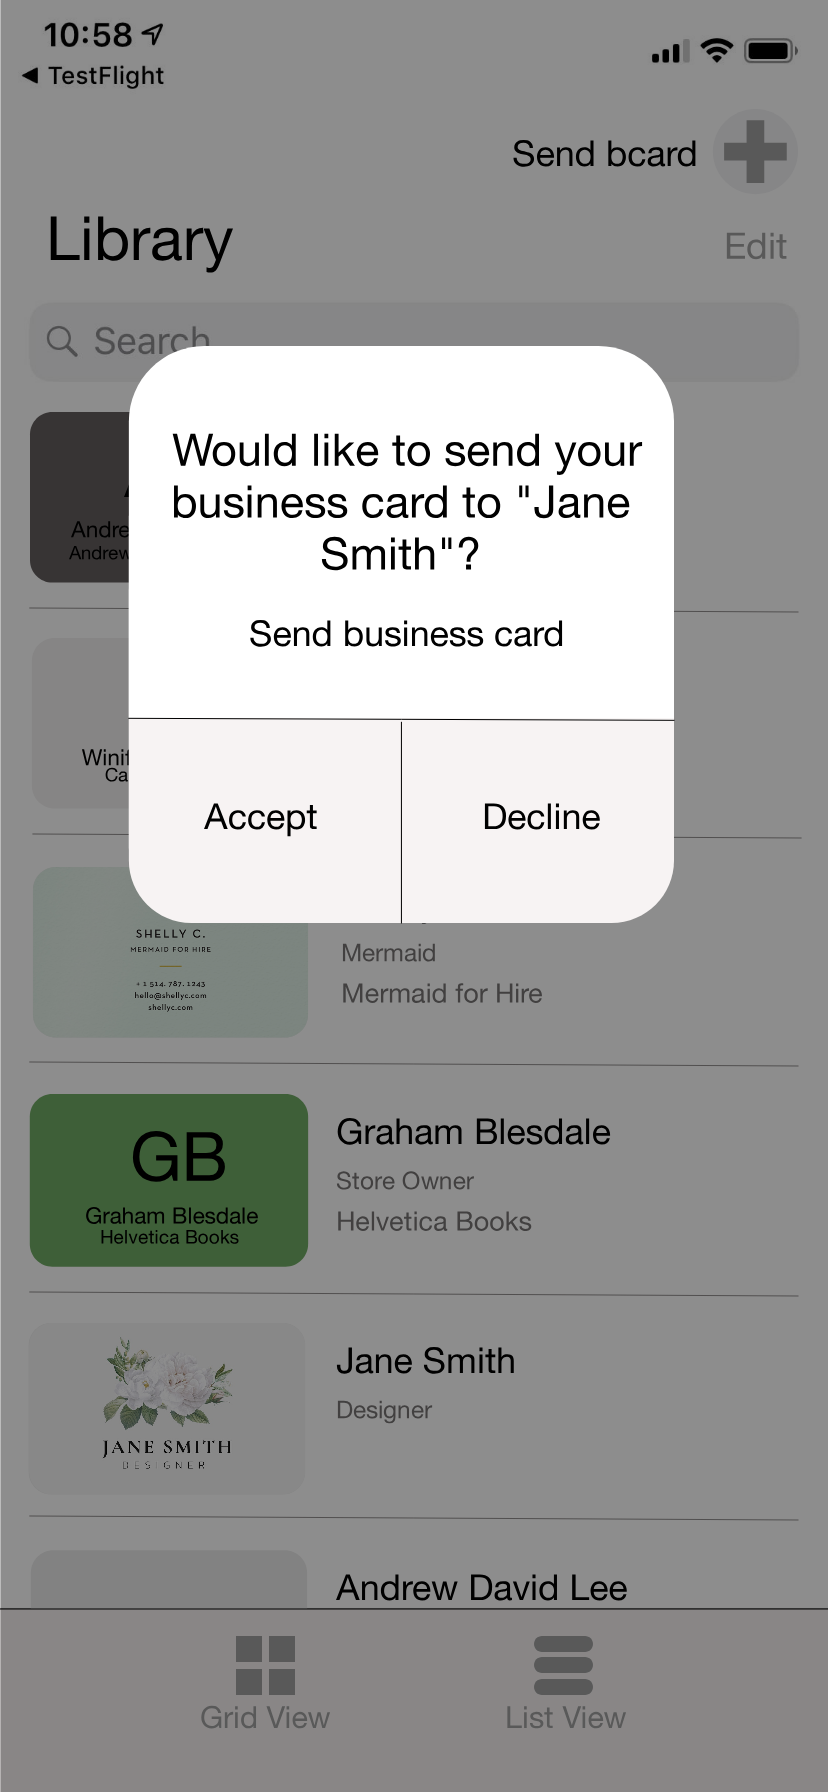 10:58
TestFlight
Send bcard
Library
Edit
Search
Would like to send your
business card to "Jane
Smith"?
Send business card
Accept
Decline
Andre
Andrew
Winif
Ca
SHELLY C.
MERMAID FOR HIRE
+ 1 514. 787. 1243
hello@shellyc.com
shellyc.com
Mermaid
Mermaid for Hire
GB
Graham Blesdale
Helvetica Books
Graham Blesdale
Store Owner
Helvetica Books
JANE SMITH
DESIGNER
Jane Smith
Designer
Andrew David Lee
Grid View
List View